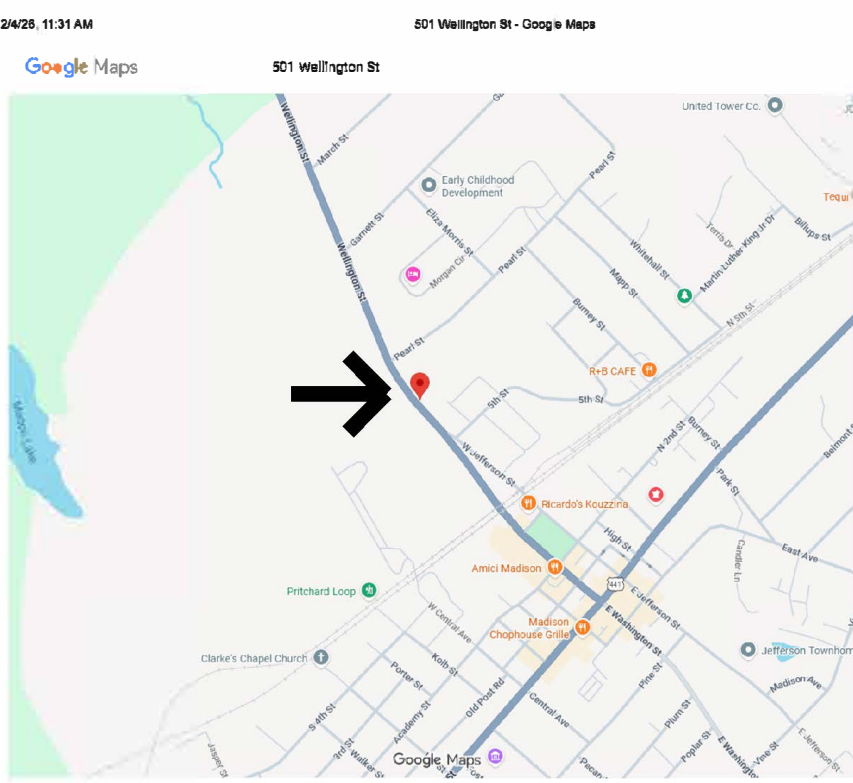 2/4/26, 11:31 AM
501 Wellington St - Google Maps
Google Maps
501 Wellington St
United Tower Co.
Wellington St
March St
Pearl St
Early Childhood
Development
Tequi
Garnett St
Eliza Morris St
Terris Dr
Billups St
Martin Luther King Jr Dr
Whitehall St
Wellington St
Morgan Cir
Pearl St
Mapp St
N 5th St
Burney St
Pearl St
R+B CAFE
5th St
5th St
N 2nd St
Burney St
Belmont
W Jefferson St
Park St
Ricardo's Kouzzina
High St
East Ave
Candler Ln
Amici Madison
441
Pritchard Loop
E Jefferson St
W Central Ave
Madison
Chophouse Grille
E Washington St
Jefferson Townhom
Clarke's Chapel Church
Kolb St
Porter St
Pine St
Madison Ave
Old Post Rd
Academy St
Central Ave
S 4th St
Plum St
3rd St
Walker St
Jasper St
Google Maps
Poplar St
E Washington
Vine St
E Jefferson St
Pecan